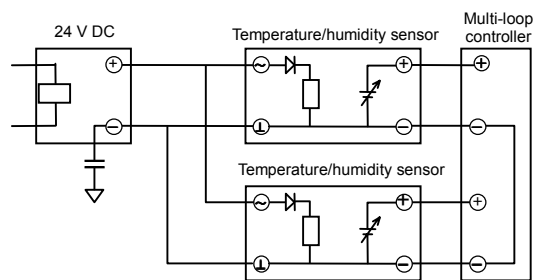 24 V DC
Temperature/humidity sensor
Multi-loop
controller
+
~
+
+
−
⊥
−
−
Temperature/humidity sensor
~
+
+
⊥
−
−